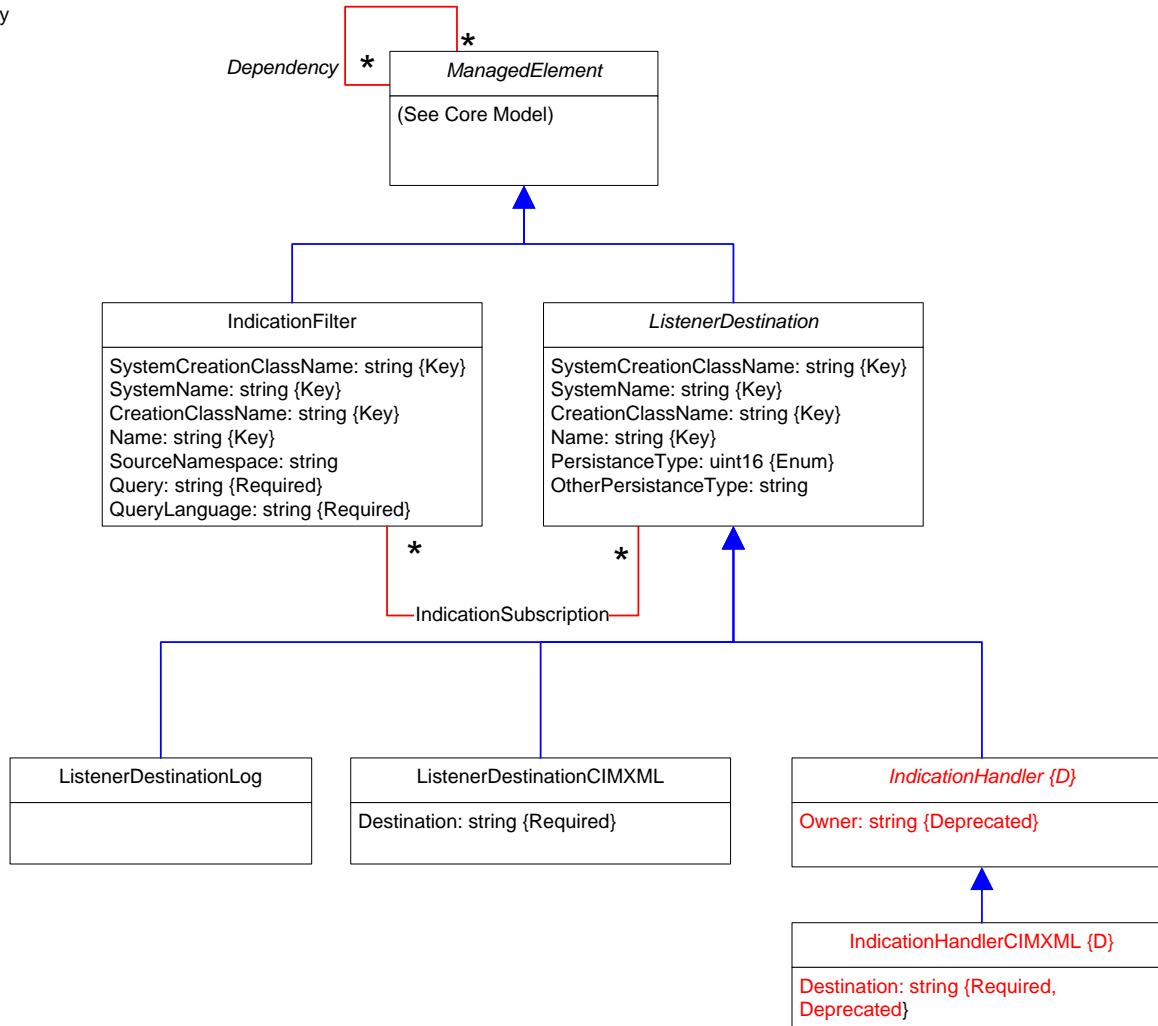 y
*
Dependency
*
ManagedElement
(See Core Model)
IndicationFilter
SystemCreationClassName: string {Key}
SystemName: string {Key}
CreationClassName: string {Key}
Name: string {Key}
SourceNamespace: string
Query: string {Required}
QueryLanguage: string {Required}
ListenerDestination
SystemCreationClassName: string {Key}
SystemName: string {Key}
CreationClassName: string {Key}
Name: string {Key}
PersistanceType: uint16 {Enum}
OtherPersistanceType: string
*
*
IndicationSubscription
ListenerDestinationLog
ListenerDestinationCIMXML
Destination: string {Required}
IndicationHandler {D}
Owner: string {Deprecated}
IndicationHandlerCIMXML {D}
Destination: string {Required,
Deprecated}